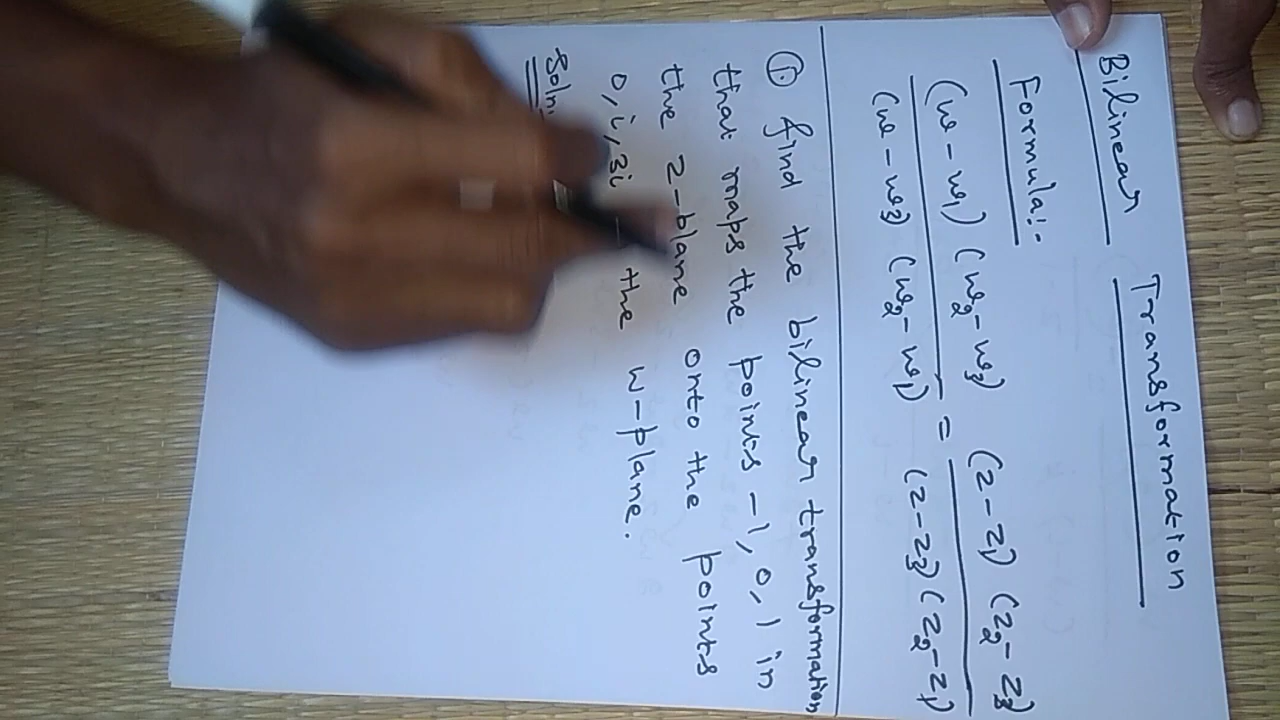 Bilinear Transformation
Formula:-
(w-w1) (w2-w3) / (w-w3) (w2-w1) = (z-z1) (z2-z3) / (z-z3) (z2-z1)
① find the bilinear transformation
that maps the points -1, 0, 1 in
the z-plane onto the points
0, i, 3i the w-plane.
Soln: